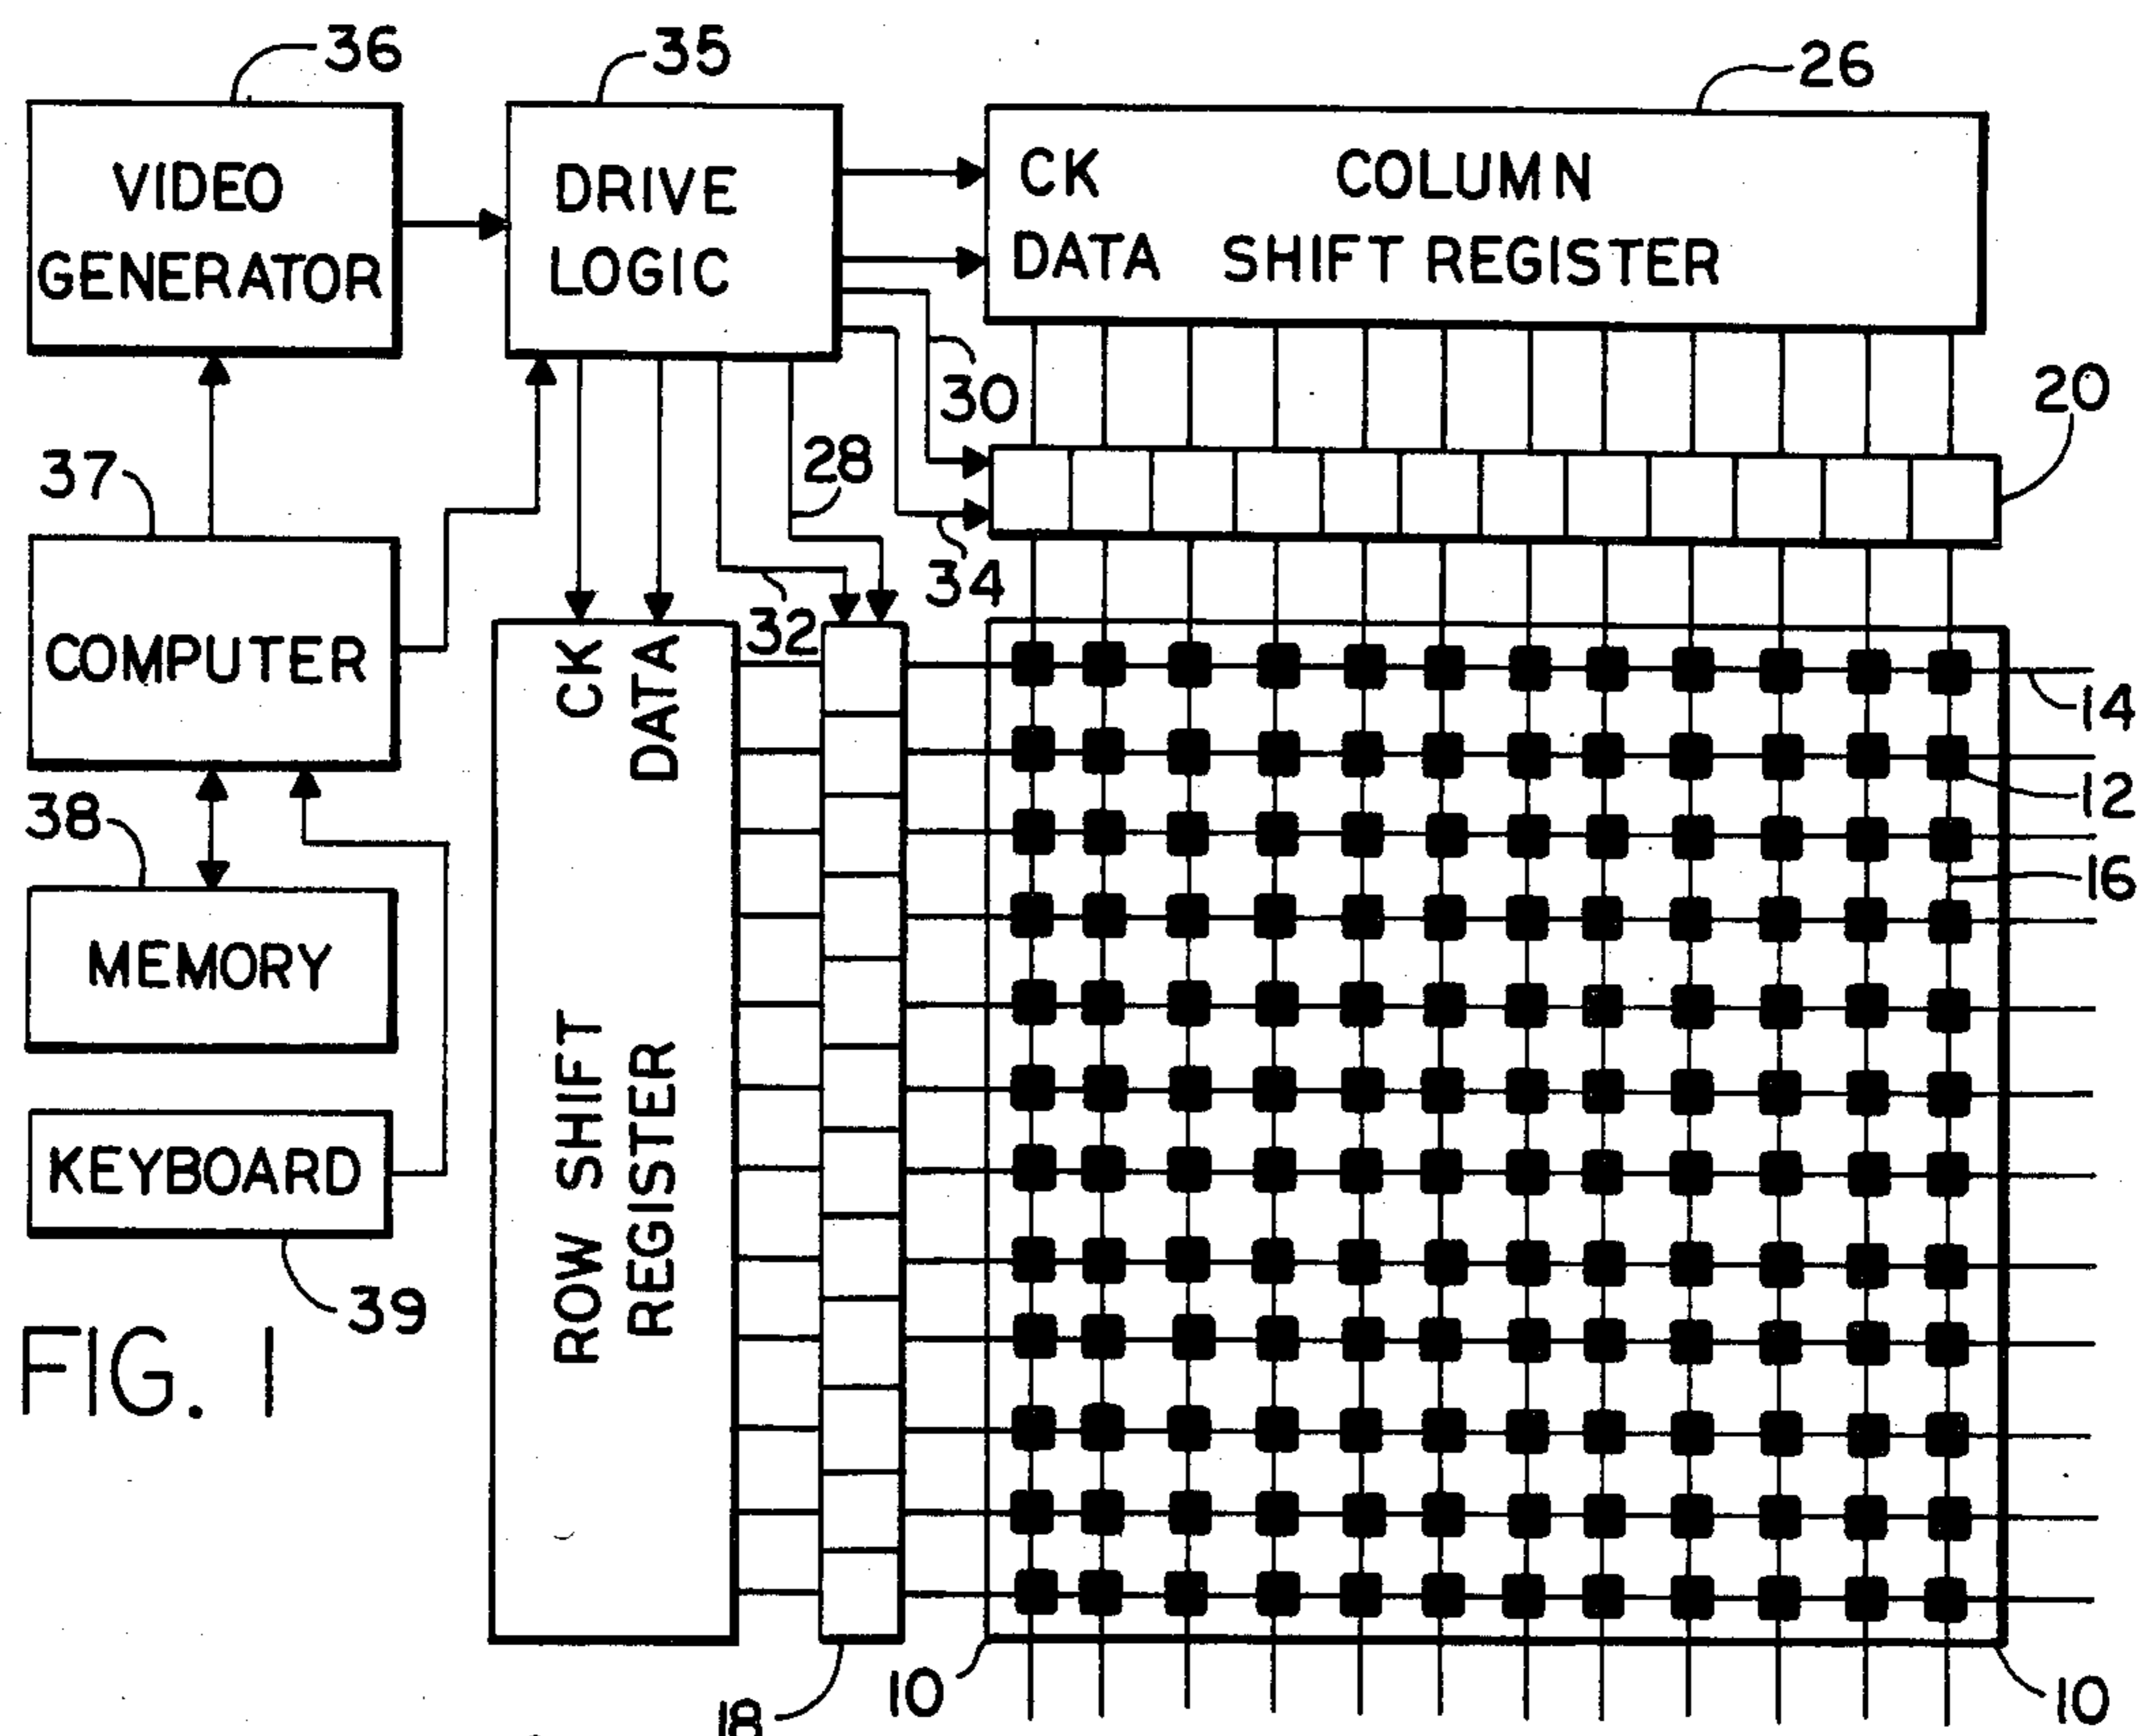 36
35
26
VIDEO
GENERATOR
DRIVE
LOGIC
CK
DATA
COLUMN
SHIFT REGISTER
30
20
28
37
34
32
COMPUTER
CK
DATA
14
12
38
16
MEMORY
ROW SHIFT
REGISTER
KEYBOARD
39
FIG. 1
18
10
10